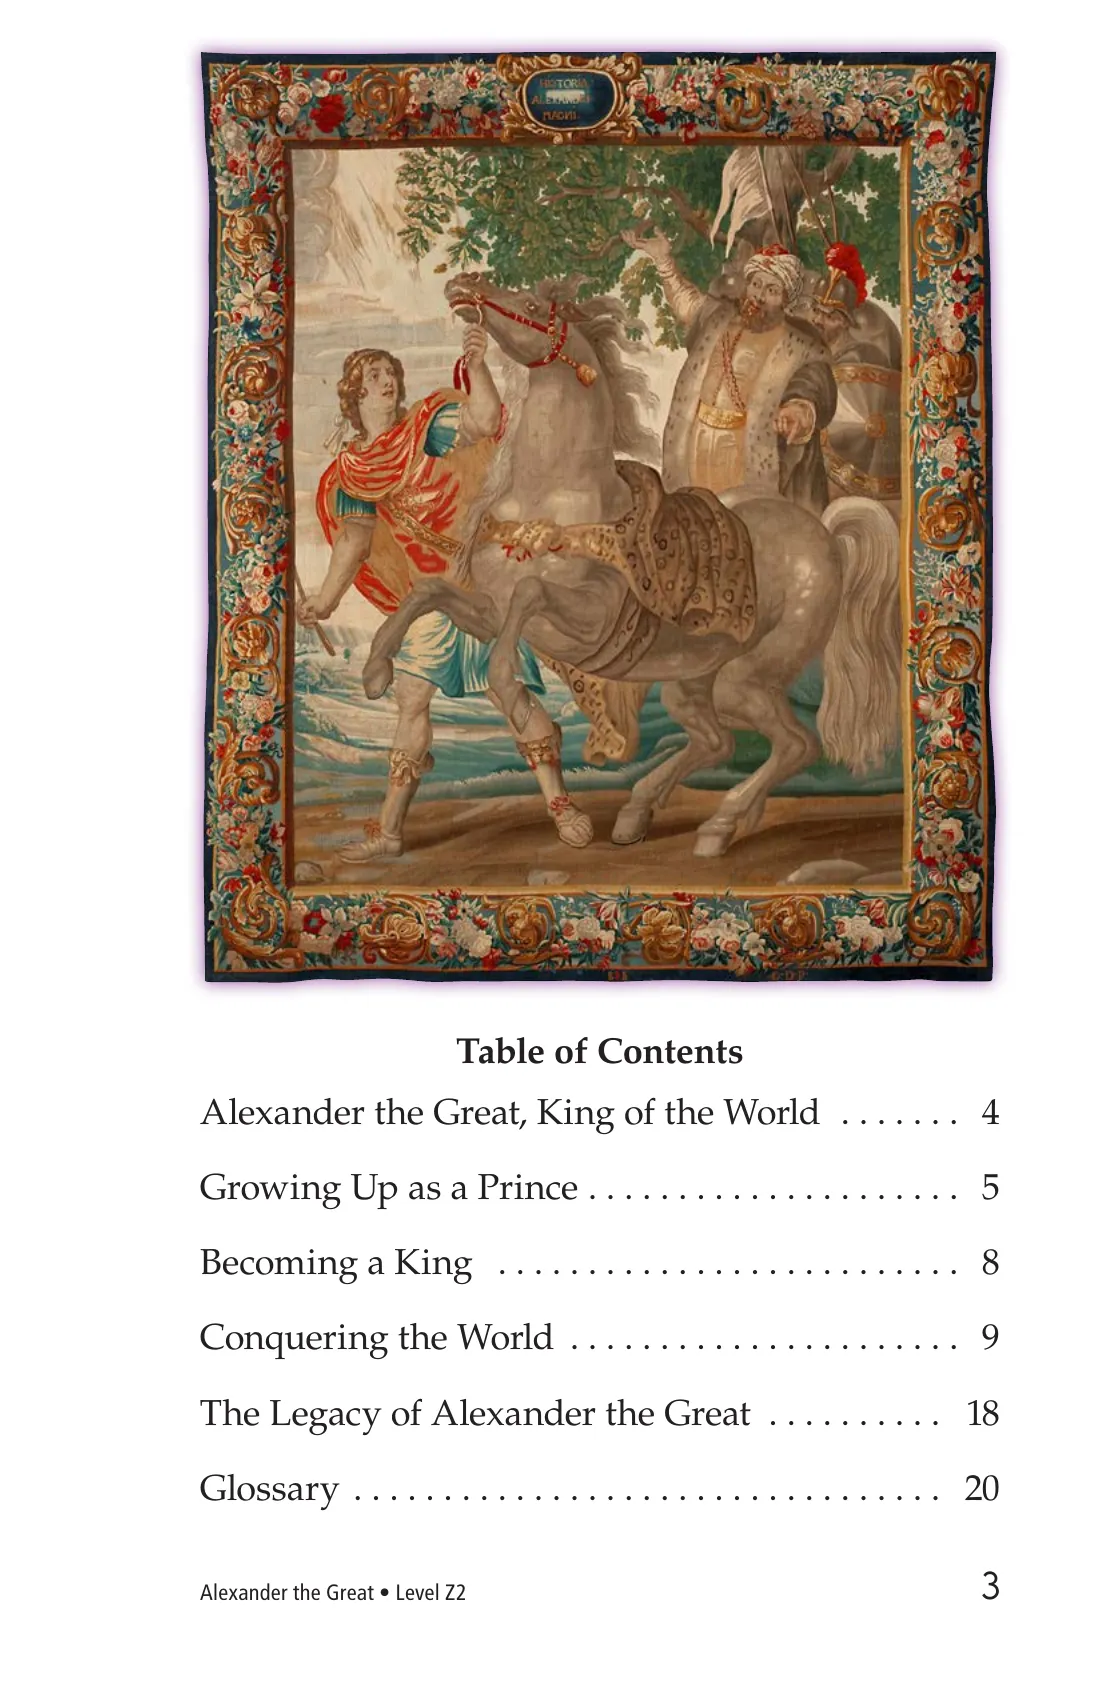 HISTORIA
ALEXANDRI
MAGNI
Table of Contents
Alexander the Great, King of the World . . . . . . . 4
Growing Up as a Prince . . . . . . . . . . . . . . . . . . . . . 5
Becoming a King . . . . . . . . . . . . . . . . . . . . . . . . . . 8
Conquering the World . . . . . . . . . . . . . . . . . . . . . . 9
The Legacy of Alexander the Great . . . . . . . . . . 18
Glossary . . . . . . . . . . . . . . . . . . . . . . . . . . . . . . . . . 20
Alexander the Great • Level Z2 3